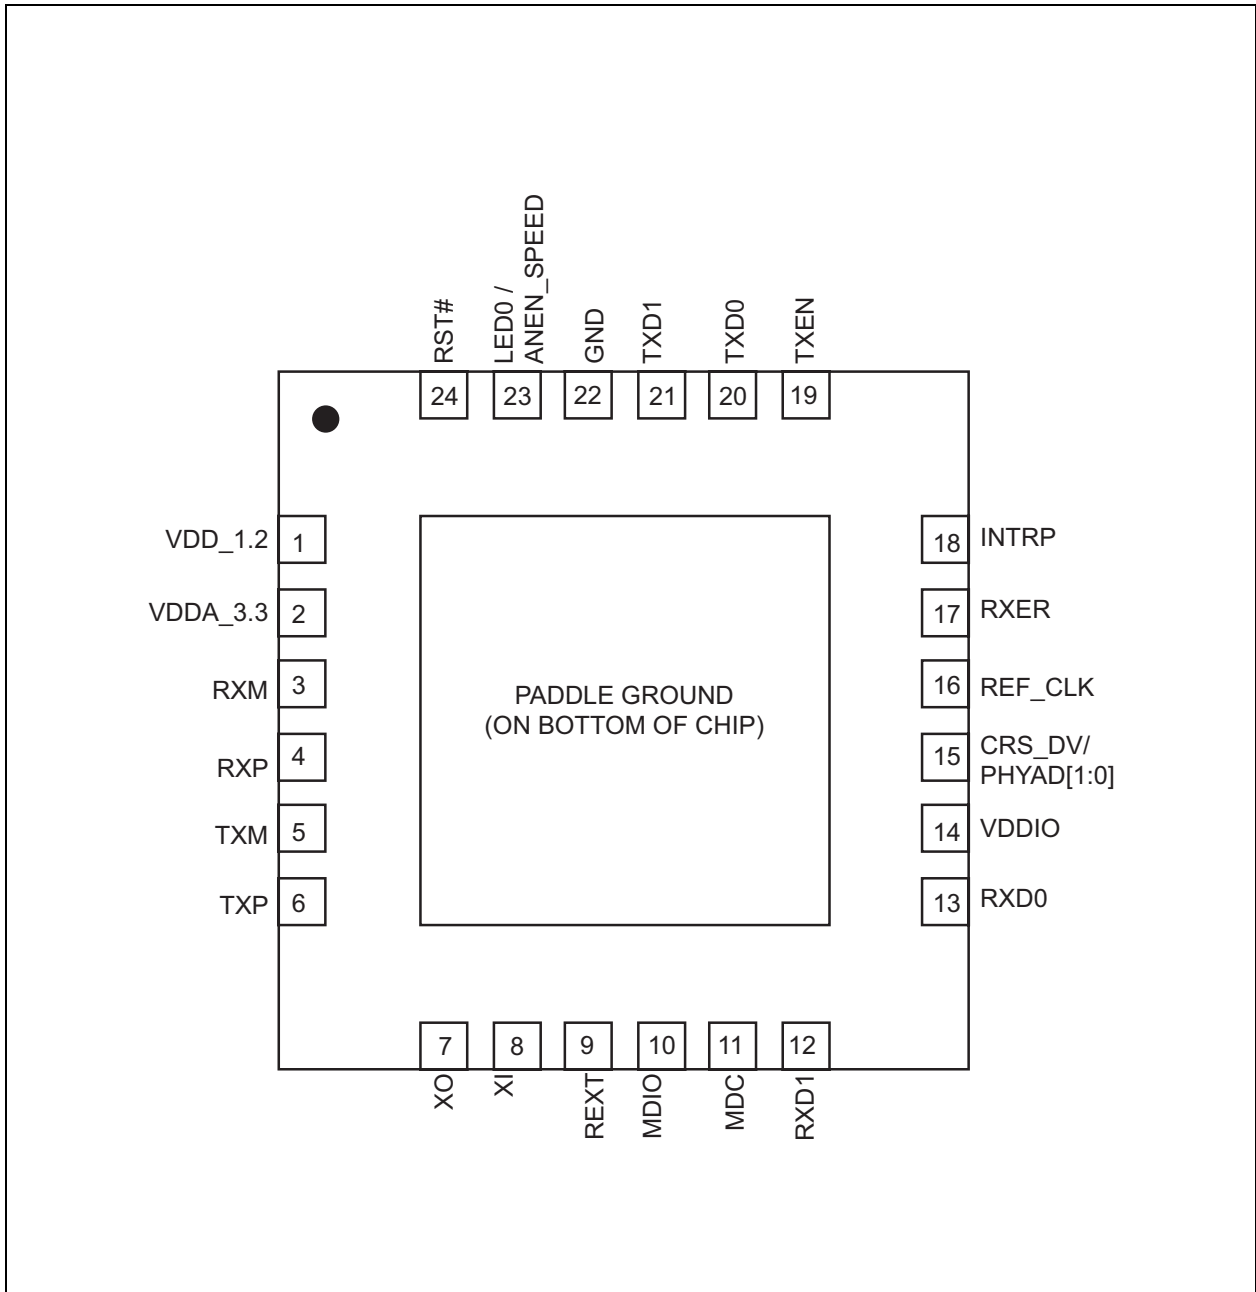 RST#
LED0 /
ANEN_SPEED
GND
TXD1
TXD0
TXEN
24
23
22
21
20
19
VDD_1.2
1
VDDA_3.3
2
RXM
3
RXP
4
TXM
5
TXP
6
PADDLE GROUND
(ON BOTTOM OF CHIP)
18
INTRP
17
RXER
16
REF_CLK
15
CRS_DV/
PHYAD[1:0]
14
VDDIO
13
RXD0
7
8
9
10
11
12
XO
XI
REXT
MDIO
MDC
RXD1